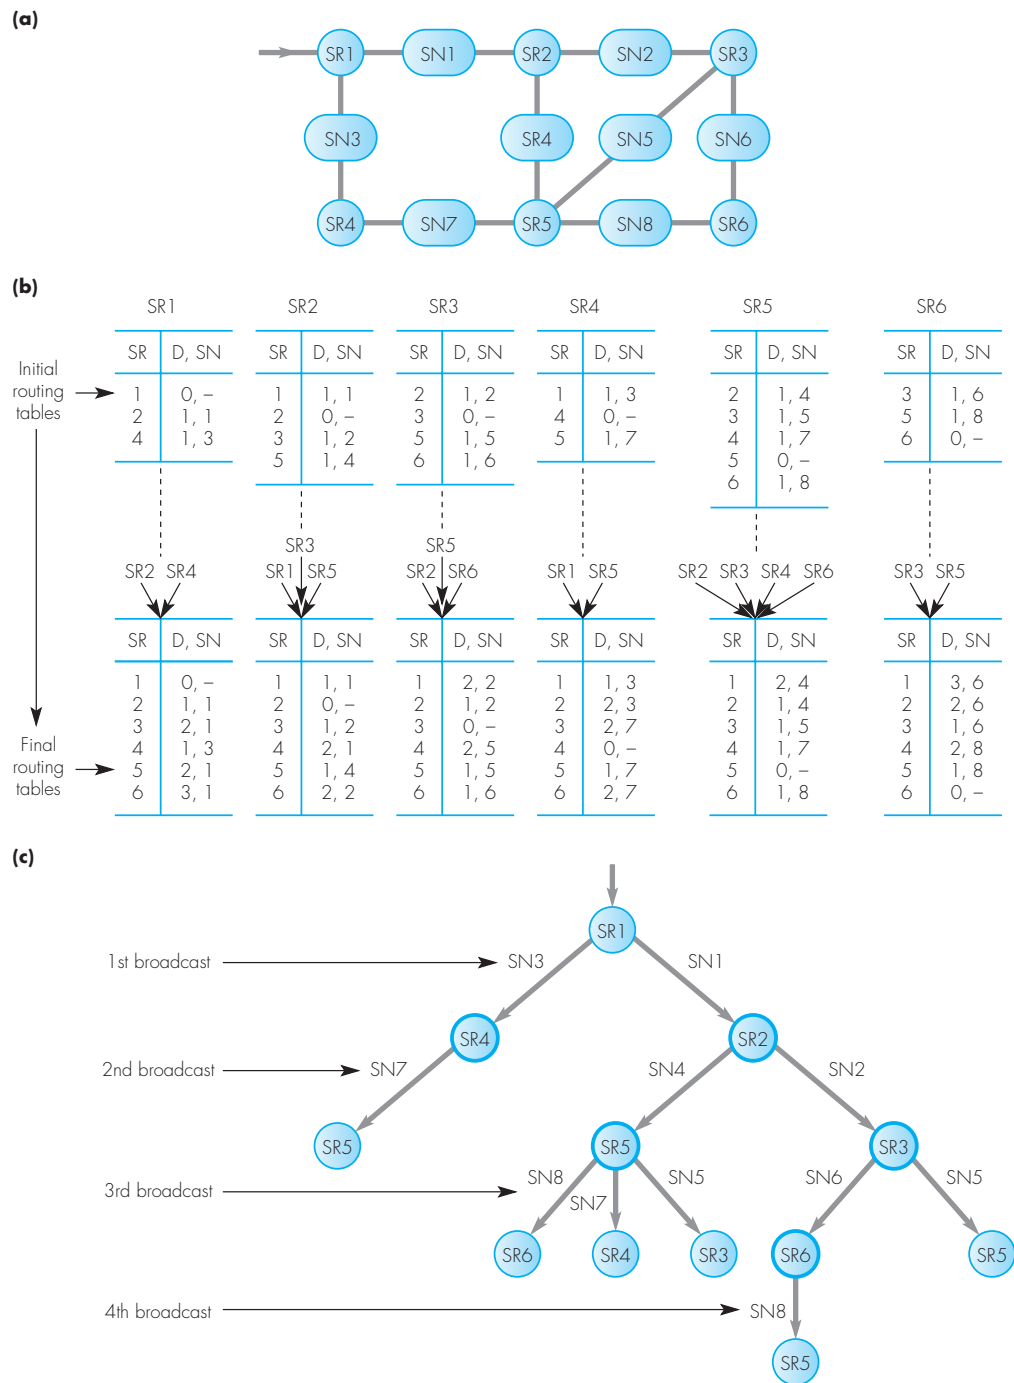 (a)
SR1 SN1 SR2 SN2 SR3
SN3 SR4 SN5 SN6
SR4 SN7 SR5 SN8 SR6
(b)
SR1 SR2 SR3 SR4 SR5 SR6
SR D, SN SR D, SN SR D, SN SR D, SN SR D, SN SR D, SN
Initial routing tables
1 0, – 1 1, 1 2 1, 2 1 1, 3 2 1, 4 3 1, 6
2 1, 1 2 0, – 3 0, – 4 0, – 3 1, 5 5 1, 8
4 1, 3 3 1, 2 5 1, 5 5 1, 7 4 1, 7 6 0, –
5 1, 4 6 1, 6 5 0, –
6 1, 8
SR3 SR5
SR2 SR4 SR1 SR5 SR2 SR6 SR1 SR5 SR2 SR3 SR4 SR6 SR3 SR5
SR D, SN SR D, SN SR D, SN SR D, SN SR D, SN SR D, SN
1 0, – 1 1, 1 1 2, 2 1 1, 3 1 2, 4 1 3, 6
2 1, 1 2 0, – 2 1, 2 2 2, 3 2 1, 4 2 2, 6
3 2, 1 3 1, 2 3 0, – 3 2, 7 3 1, 5 3 1, 6
4 1, 3 4 2, 1 4 2, 5 4 0, – 4 1, 7 4 2, 8
5 2, 1 5 1, 4 5 1, 5 5 1, 7 5 0, – 5 1, 8
6 3, 1 6 2, 2 6 1, 6 6 2, 7 6 1, 8 6 0, –
Final routing tables
(c)
SR1
1st broadcast SN3 SN1
SR4 SR2
2nd broadcast SN7 SN4 SN2
SR5 SR5 SR3
3rd broadcast SN8 SN7 SN5 SN6 SN5
SR6 SR4 SR3 SR6 SR5
4th broadcast SN8
SR5